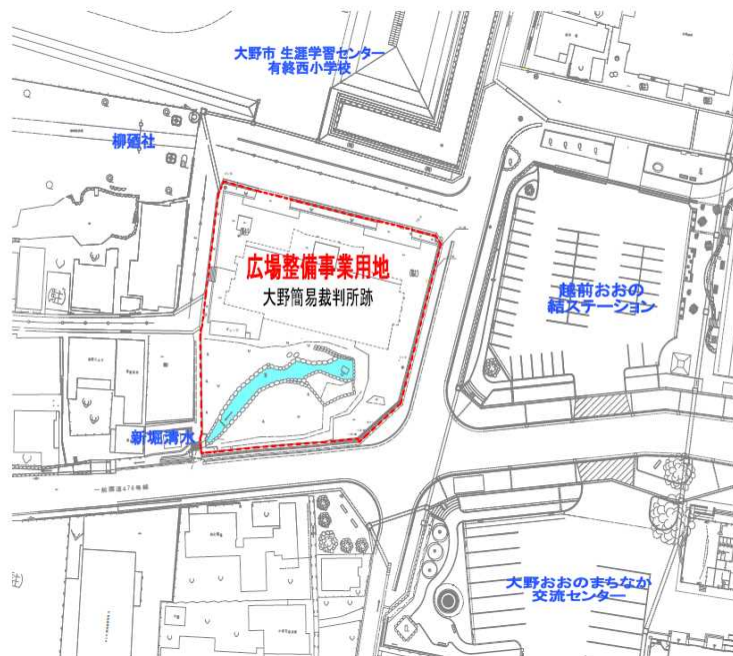 大野市 生涯学習センター
有終西小学校
柳廼社
広場整備事業用地
大野簡易裁判所跡
越前おおの
結ステーション
新堀清水
一般国道476号線
大野おおのまちなか
交流センター